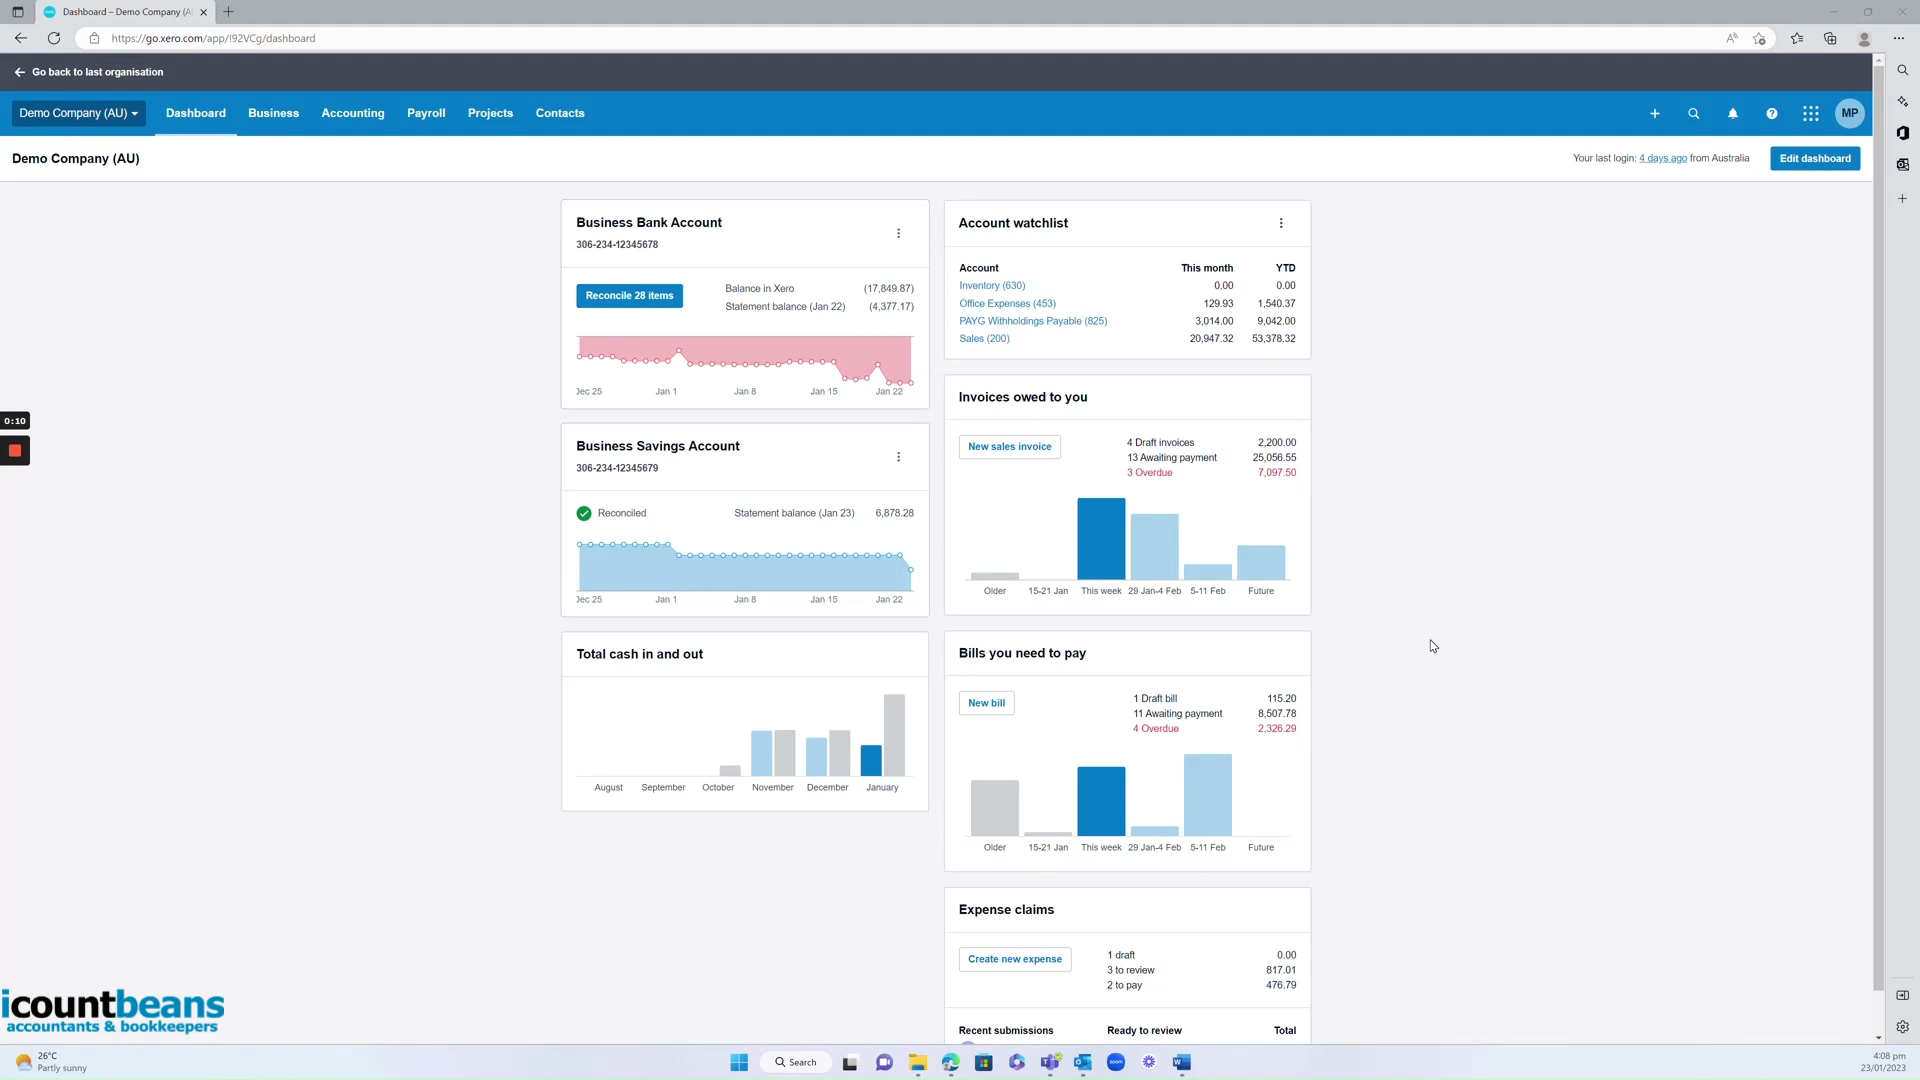 Dashboard – Demo Company (A
https://go.xero.com/app/!92VCg/dashboard
Go back to last organisation
Demo Company (AU)
Dashboard
Business
Accounting
Payroll
Projects
Contacts
MP
Demo Company (AU)
Your last login: 4 days ago from Australia
Edit dashboard
Business Bank Account
306-234-12345678
Reconcile 28 items
Balance in Xero (17,849.87)
Statement balance (Jan 22) (4,377.17)
Dec 25 Jan 1 Jan 8 Jan 15 Jan 22
Business Savings Account
306-234-12345679
Reconciled
Statement balance (Jan 23) 6,878.28
Dec 25 Jan 1 Jan 8 Jan 15 Jan 22
Total cash in and out
August September October November December January
Account watchlist
Account This month YTD
Inventory (630) 0.00 0.00
Office Expenses (453) 129.93 1,540.37
PAYG Withholdings Payable (825) 3,014.00 9,042.00
Sales (200) 20,947.32 53,378.32
Invoices owed to you
New sales invoice
4 Draft invoices 2,200.00
13 Awaiting payment 25,056.55
3 Overdue 7,097.50
Older 15-21 Jan This week 29 Jan-4 Feb 5-11 Feb Future
Bills you need to pay
New bill
1 Draft bill 115.20
11 Awaiting payment 8,507.78
4 Overdue 2,326.29
Older 15-21 Jan This week 29 Jan-4 Feb 5-11 Feb Future
Expense claims
Create new expense
1 draft 0.00
3 to review 817.01
2 to pay 476.79
Recent submissions Ready to review Total
0:10
icountbeans
accountants & bookkeepers
26°C
Partly sunny
Search
zoom
4:08 pm
23/01/2023